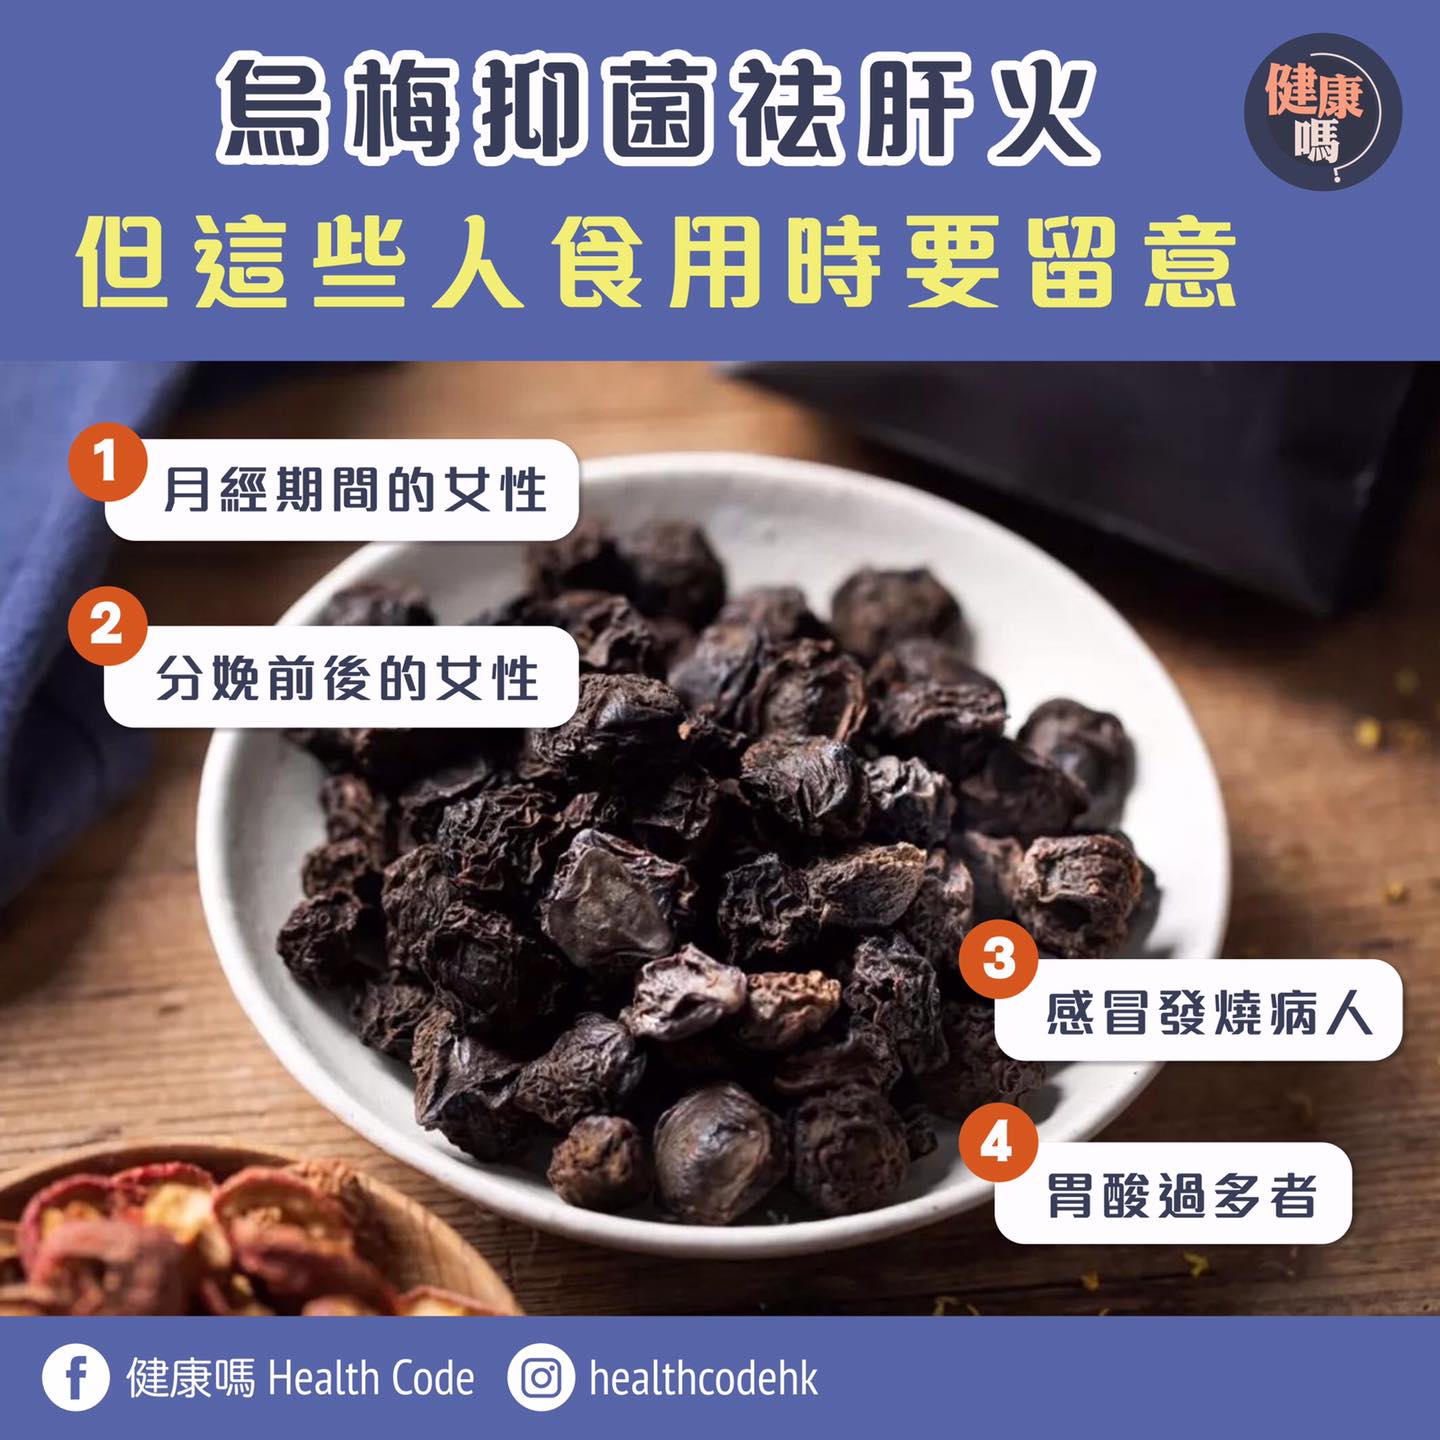 烏梅抑菌祛肝火
健康
嗎?
但這些人食用時要留意
1
月經期間的女性
2
分娩前後的女性
3
感冒發燒病人
4
胃酸過多者
健康嗎 Health Code
healthcodehk